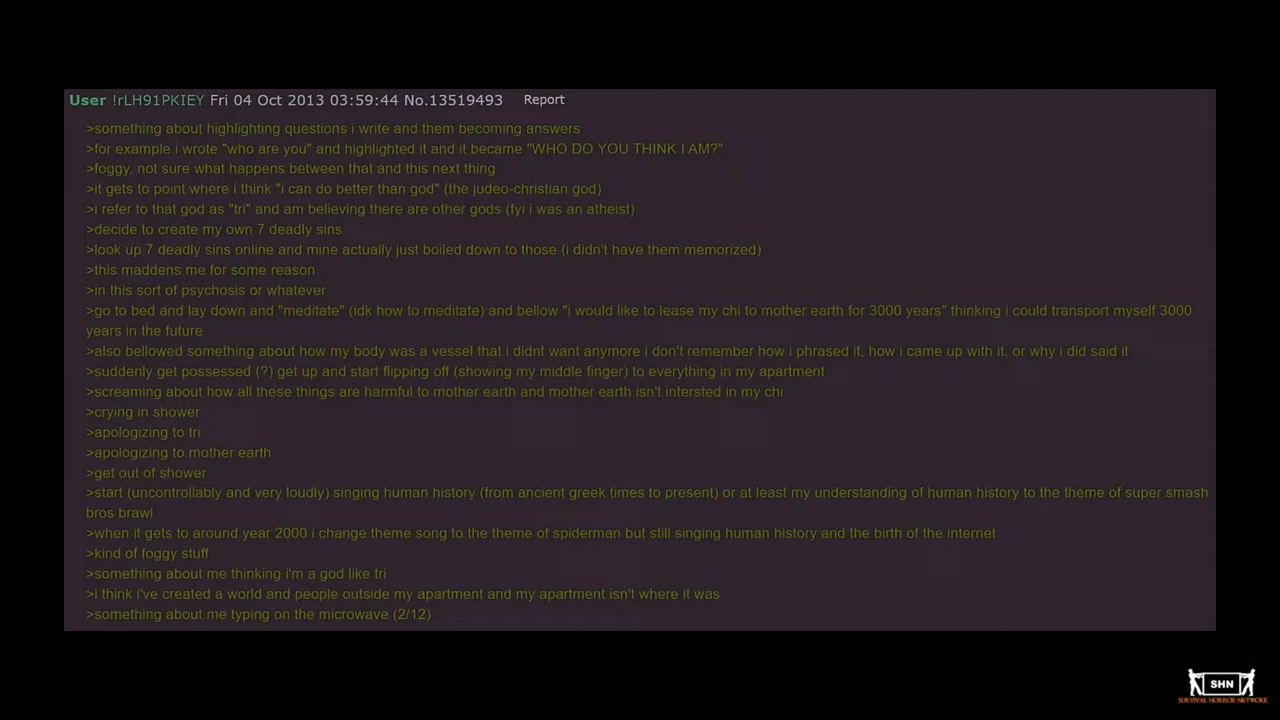 User !rLH91PKIEY Fri 04 Oct 2013 03:59:44 No.13519493 Report
>something about highlighting questions i write and them becoming answers
>for example i wrote "who are you" and highlighted it and it became "WHO DO YOU THINK I AM?"
>foggy, not sure what happens between that and this next thing
>it gets to point where i think "i can do better than god" (the judeo-christian god)
>i refer to that god as "tri" and am believing there are other gods (fyi i was an atheist)
>decide to create my own 7 deadly sins
>look up 7 deadly sins online and mine actually just boiled down to those (i didn't have them memorized)
>this maddens me for some reason
>in this sort of psychosis or whatever
>go to bed and lay down and "meditate" (idk how to meditate) and bellow "i would like to lease my chi to mother earth for 3000 years" thinking i could transport myself 3000
years in the future
>also bellowed something about how my body was a vessel that i didnt want anymore i don't remember how i phrased it, how i came up with it, or why i did said it
>suddenly get possessed (?) get up and start flipping off (showing my middle finger) to everything in my apartment
>screaming about how all these things are harmful to mother earth and mother earth isn't intersted in my chi
>crying in shower
>apologizing to tri
>apologizing to mother earth
>get out of shower
>start (uncontrollably and very loudly) singing human history (from ancient greek times to present) or at least my understanding of human history to the theme of super smash
bros brawl
>when it gets to around year 2000 i change theme song to the theme of spiderman but still singing human history and the birth of the internet
>kind of foggy stuff
>something about me thinking i'm a god like tri
>i think i've created a world and people outside my apartment and my apartment isn't where it was
>something about me typing on the microwave (2/12)
SHN
SURVIVAL HORROR NETWORK